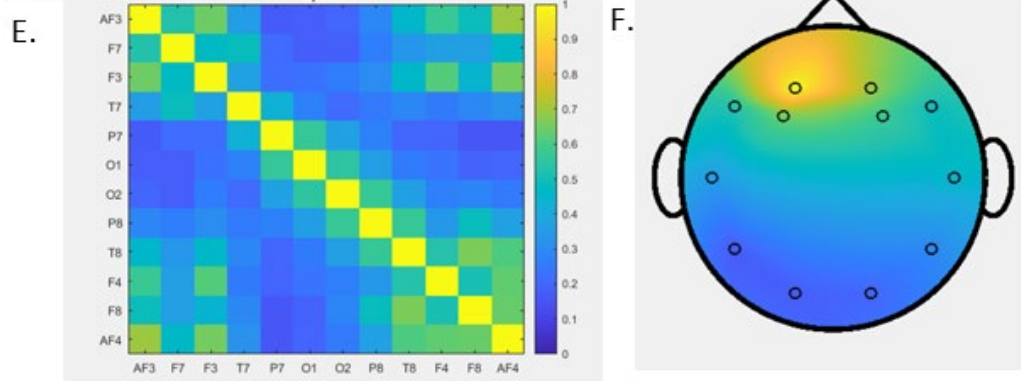 E.
F.
AF3
F7
F3
T7
P7
O1
O2
P8
T8
F4
F8
AF4
AF3 F7 F3 T7 P7 O1 O2 P8 T8 F4 F8 AF4
1
0.9
0.8
0.7
0.6
0.5
0.4
0.3
0.2
0.1
0